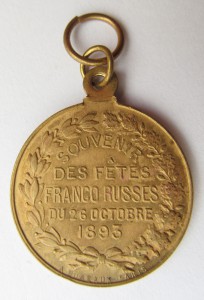 SOUVENIR
DES FÊTES
FRANCO RUSSES
DU 26 OCTOBRE
1893